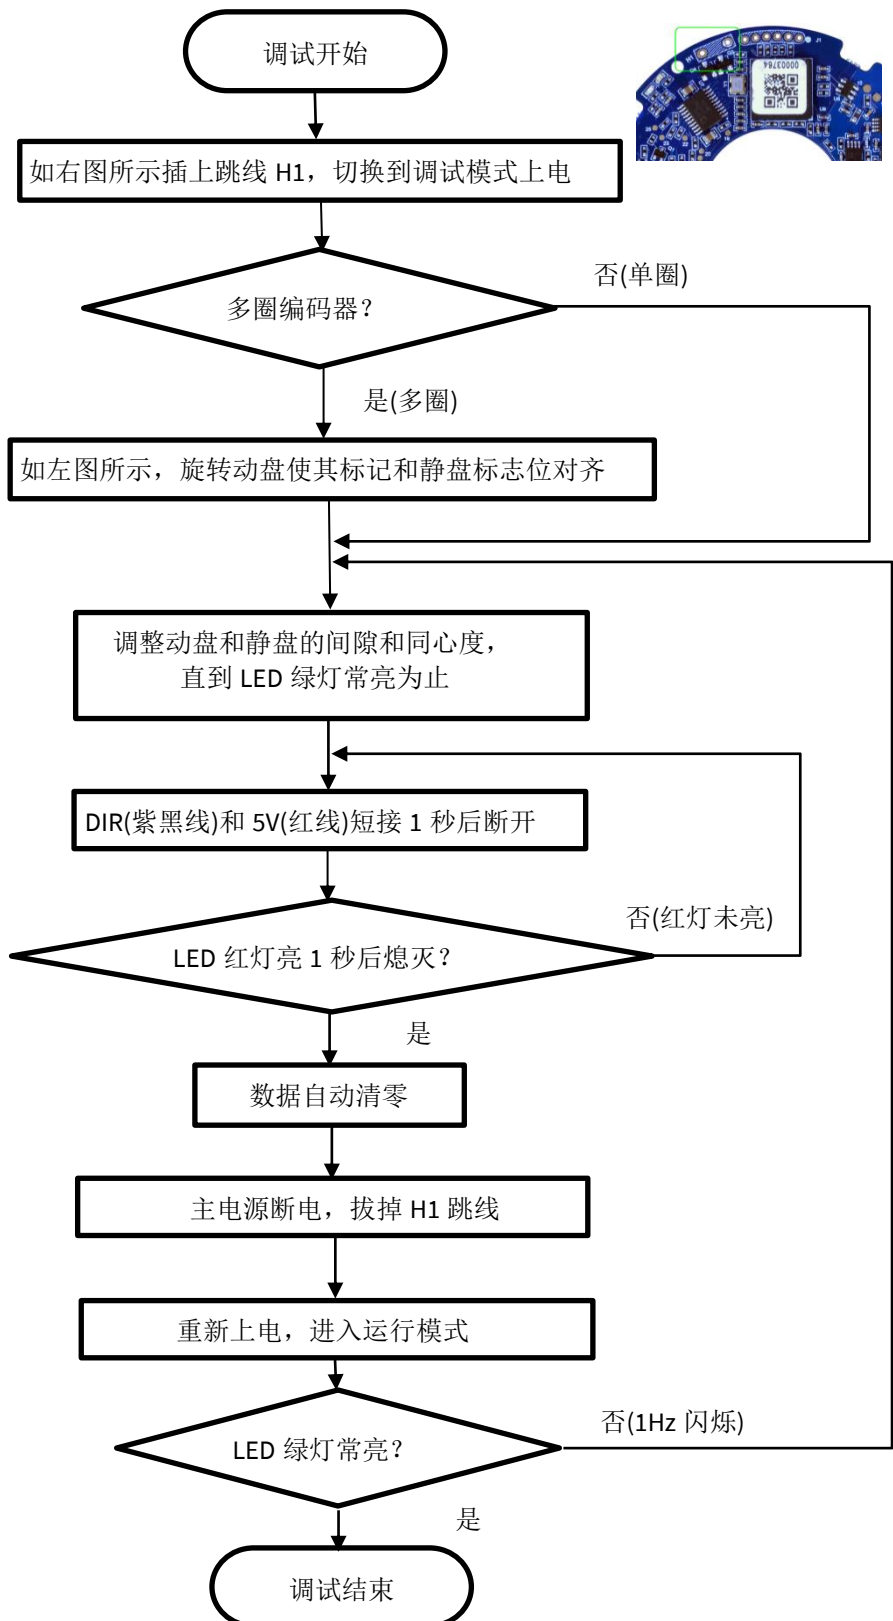 调试开始
00003764
H1
J1
如右图所示插上跳线 H1，切换到调试模式上电
否(单圈)
多圈编码器？
是(多圈)
如左图所示，旋转动盘使其标记和静盘标志位对齐
调整动盘和静盘的间隙和同心度，
直到 LED 绿灯常亮为止
DIR(紫黑线)和 5V(红线)短接 1 秒后断开
否(红灯未亮)
LED 红灯亮 1 秒后熄灭？
是
数据自动清零
主电源断电，拔掉 H1 跳线
重新上电，进入运行模式
否(1Hz 闪烁)
LED 绿灯常亮？
是
调试结束